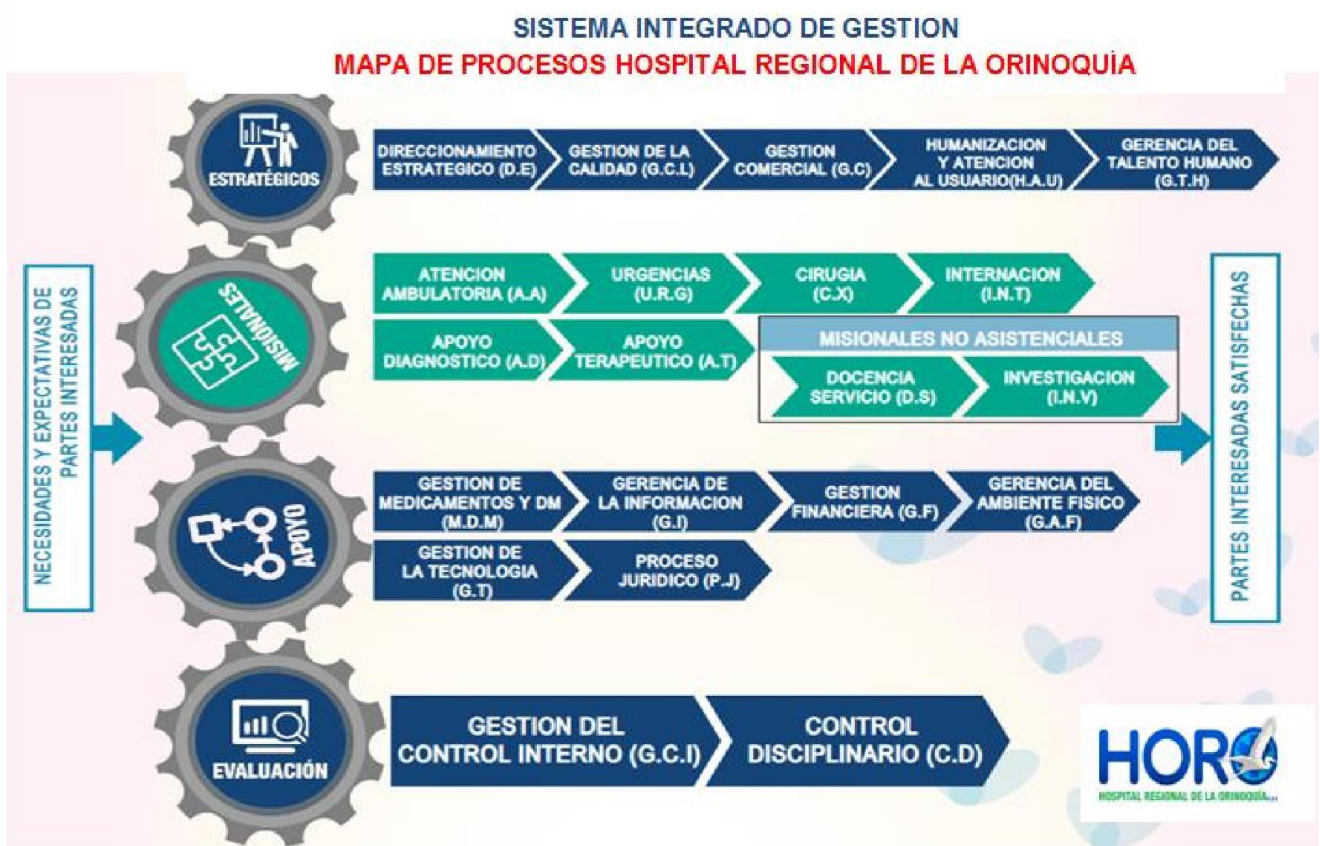 SISTEMA INTEGRADO DE GESTION
MAPA DE PROCESOS HOSPITAL REGIONAL DE LA ORINOQUÍA
NECESIDADES Y EXPECTATIVAS DE
PARTES INTERESADAS
ESTRATÉGICOS
DIRECCIONAMIENTO
ESTRATEGICO (D.E)
GESTION DE LA
CALIDAD (G.C.L)
GESTION
COMERCIAL (G.C)
HUMANIZACION
Y ATENCION
AL USUARIO(H.A.U)
GERENCIA DEL
TALENTO HUMANO
(G.T.H)
MISIONALES
ATENCION
AMBULATORIA (A.A)
URGENCIAS
(U.R.G)
CIRUGIA
(C.X)
INTERNACION
(I.N.T)
APOYO
DIAGNOSTICO (A.D)
APOYO
TERAPEUTICO (A.T)
MISIONALES NO ASISTENCIALES
DOCENCIA
SERVICIO (D.S)
INVESTIGACION
(I.N.V)
APOYO
GESTION DE
MEDICAMENTOS Y DM
(M.D.M)
GERENCIA DE
LA INFORMACION
(G.I)
GESTION
FINANCIERA (G.F)
GERENCIA DEL
AMBIENTE FISICO
(G.A.F)
GESTION DE
LA TECNOLOGIA
(G.T)
PROCESO
JURIDICO (P.J)
EVALUACIÓN
GESTION DEL
CONTROL INTERNO (G.C.I)
CONTROL
DISCIPLINARIO (C.D)
PARTES INTERESADAS SATISFECHAS
HORO
HOSPITAL REGIONAL DE LA ORINOQUÍA